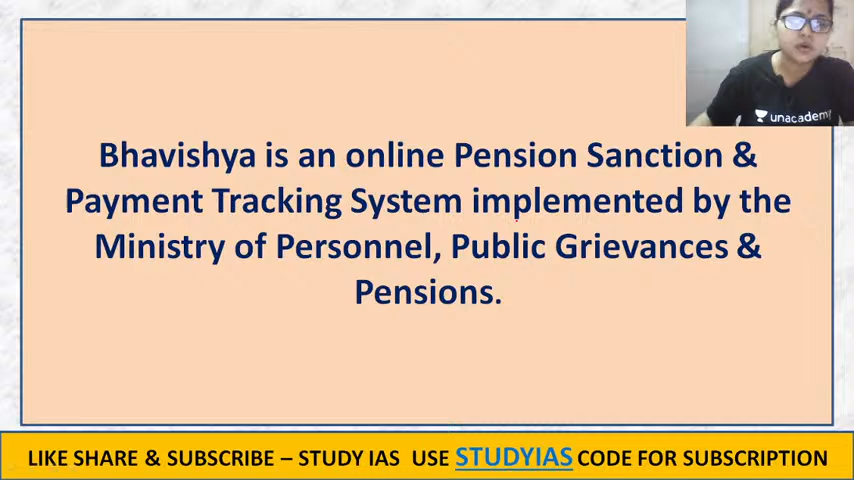 unacademy
Bhavishya is an online Pension Sanction &
Payment Tracking System implemented by the
Ministry of Personnel, Public Grievances &
Pensions.
LIKE SHARE & SUBSCRIBE – STUDY IAS USE STUDYIAS CODE FOR SUBSCRIPTION